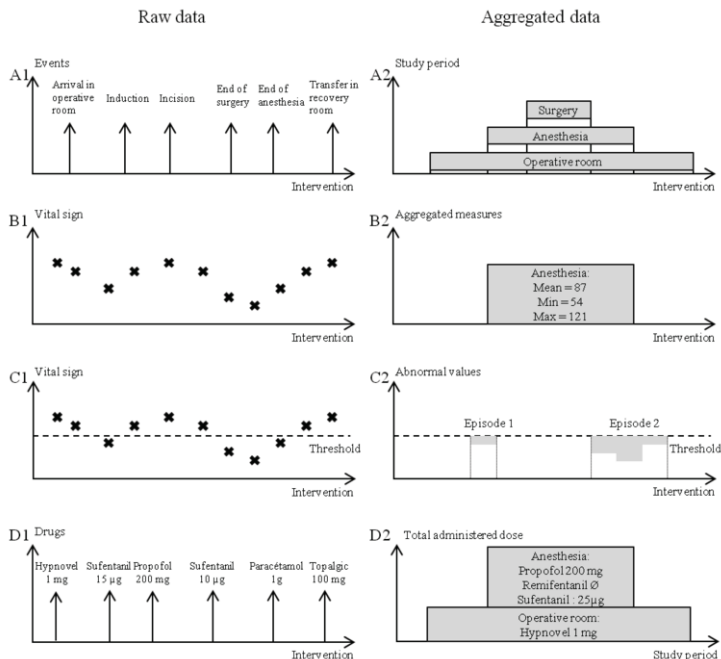 Raw data
Aggregated data
A1
Events
Arrival in
operative
room
Induction
Incision
End of
surgery
End of
anesthesia
Transfer in
recovery
room
Intervention
A2
Study period
Surgery
Anesthesia
Operative room
Intervention
B1
Vital sign
Intervention
B2
Aggregated measures
Anesthesia:
Mean = 87
Min = 54
Max = 121
Intervention
C1
Vital sign
Threshold
Intervention
C2
Abnormal values
Episode 1
Episode 2
Threshold
Intervention
D1
Drugs
Hypnovel
1 mg
Sufentanil
15 µg
Propofol
200 mg
Sufentanil
10 µg
Paracétamol
1g
Topalgic
100 mg
Intervention
D2
Total administered dose
Anesthesia:
Propofol 200 mg
Remifentanil Ø
Sufentanil : 25µg
Operative room:
Hypnovel 1 mg
Study period